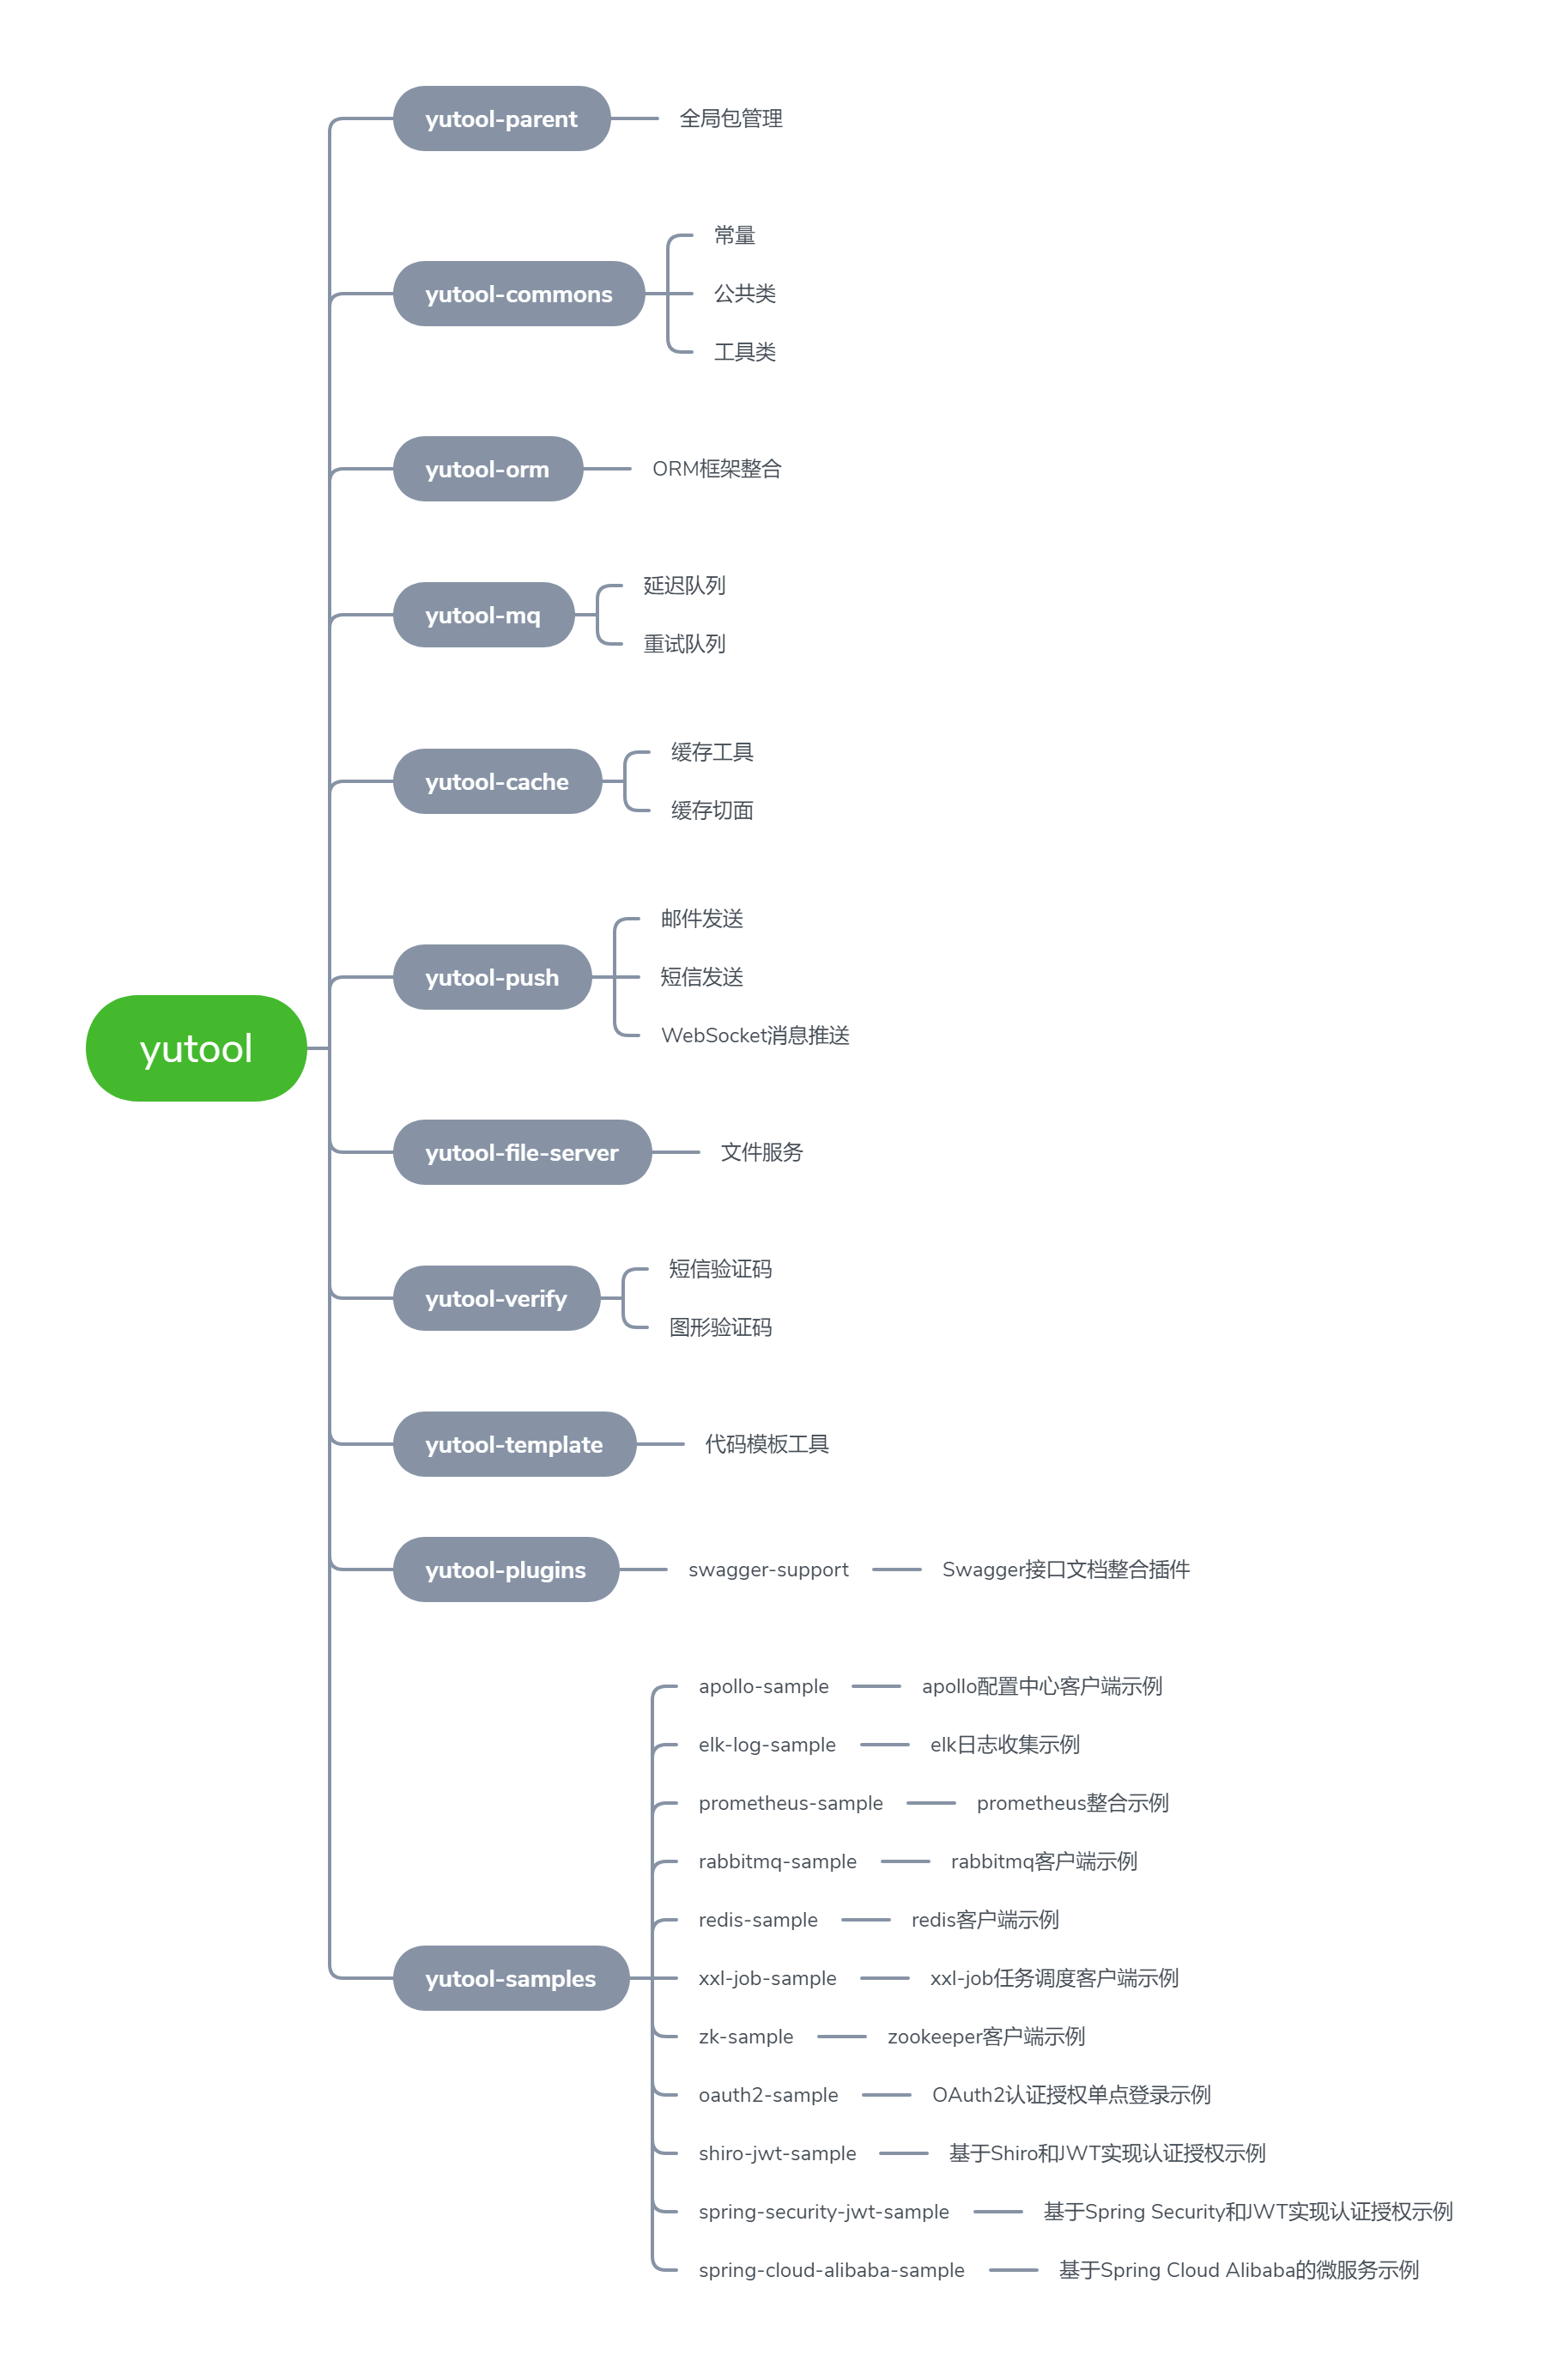 yutool
yutool-parent
全局包管理
yutool-commons
常量
公共类
工具类
yutool-orm
ORM框架整合
yutool-mq
延迟队列
重试队列
yutool-cache
缓存工具
缓存切面
yutool-push
邮件发送
短信发送
WebSocket消息推送
yutool-file-server
文件服务
yutool-verify
短信验证码
图形验证码
yutool-template
代码模板工具
yutool-plugins
swagger-support
Swagger接口文档整合插件
yutool-samples
apollo-sample
apollo配置中心客户端示例
elk-log-sample
elk日志收集示例
prometheus-sample
prometheus整合示例
rabbitmq-sample
rabbitmq客户端示例
redis-sample
redis客户端示例
xxl-job-sample
xxl-job任务调度客户端示例
zk-sample
zookeeper客户端示例
oauth2-sample
OAuth2认证授权单点登录示例
shiro-jwt-sample
基于Shiro和JWT实现认证授权示例
spring-security-jwt-sample
基于Spring Security和JWT实现认证授权示例
spring-cloud-alibaba-sample
基于Spring Cloud Alibaba的微服务示例